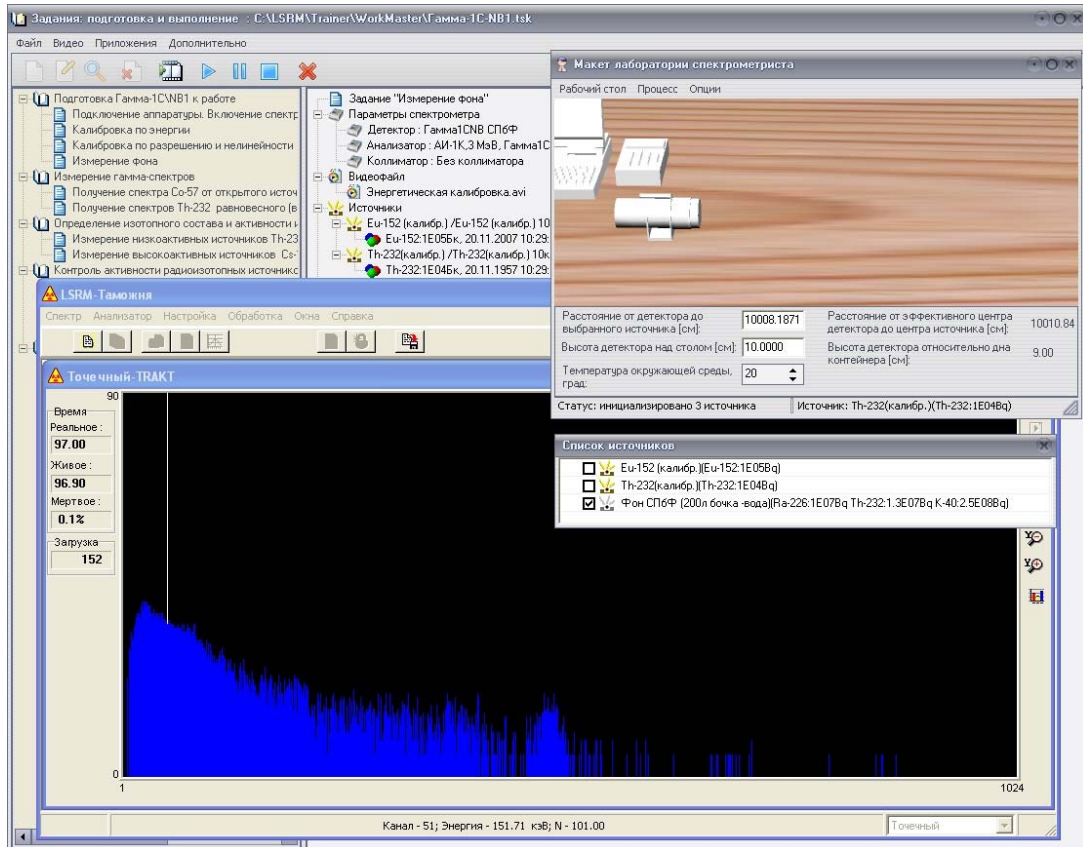 Задания: подготовка и выполнение : C:\LSRM\Trainer\WorkMaster\Гамма-1С-NB1.tsk
Файл Видео Приложения Дополнительно
Подготовка Гамма-1С\NB1 к работе
Подключение аппаратуры. Включение спектр
Калибровка по энергии
Калибровка по разрешению и нелинейности
Измерение фона
Измерение гамма-спектров
Получение спектра Co-57 от открытого источ
Получение спектров Th-232 равновесного (в
Определение изотопного состава и активности и
Измерение низкоактивных источников Th-23
Измерение высокоактивных источников Cs-
Контроль активности радиоизотопных источникс
Задание "Измерение фона"
Параметры спектрометра
Детектор : Гамма1CNB СПбФ
Анализатор : АИ-1К,3 МэВ, Гамма1С
Коллиматор : Без коллиматора
Видеофайл
Энергетическая калибровка.avi
Источники
Eu-152 (калибр.) /Eu-152 (калибр.) 10
Eu-152:1E05Бк, 20.11.2007 10:29:
Th-232(калибр.) /Th-232(калибр.) 10к
Th-232:1E04Бк, 20.11.1957 10:29:
Макет лаборатории спектрометриста
Рабочий стол Процесс Опции
Расстояние от детектора до выбранного источника [см]: 10008.1871
Расстояние от эффективного центра детектора до центра источника [см]: 10010.84
Высота детектора над столом [см]: 10.0000
Высота детектора относительно дна контейнера [см]: 9.00
Температура окружающей среды, град: 20
Статус: инициализировано 3 источника Источник: Th-232(калибр.)(Th-232:1E04Bq)
Список источников
Eu-152 (калибр.)(Eu-152:1E05Bq)
Th-232(калибр.)(Th-232:1E04Bq)
Фон СПбФ (200л бочка -вода)(Ra-226:1E07Bq Th-232:1.3E07Bq K-40:2.5E08Bq)
LSRM-Таможня
Спектр Анализатор Настройка Обработка Окна Справка
Точечный-TRAKT
Время
Реальное :
97.00
Живое :
96.90
Мертвое :
0.1%
Загрузка
152
90
0
1
1024
Канал - 51; Энергия - 151.71 кэВ; N - 101.00
Точечный